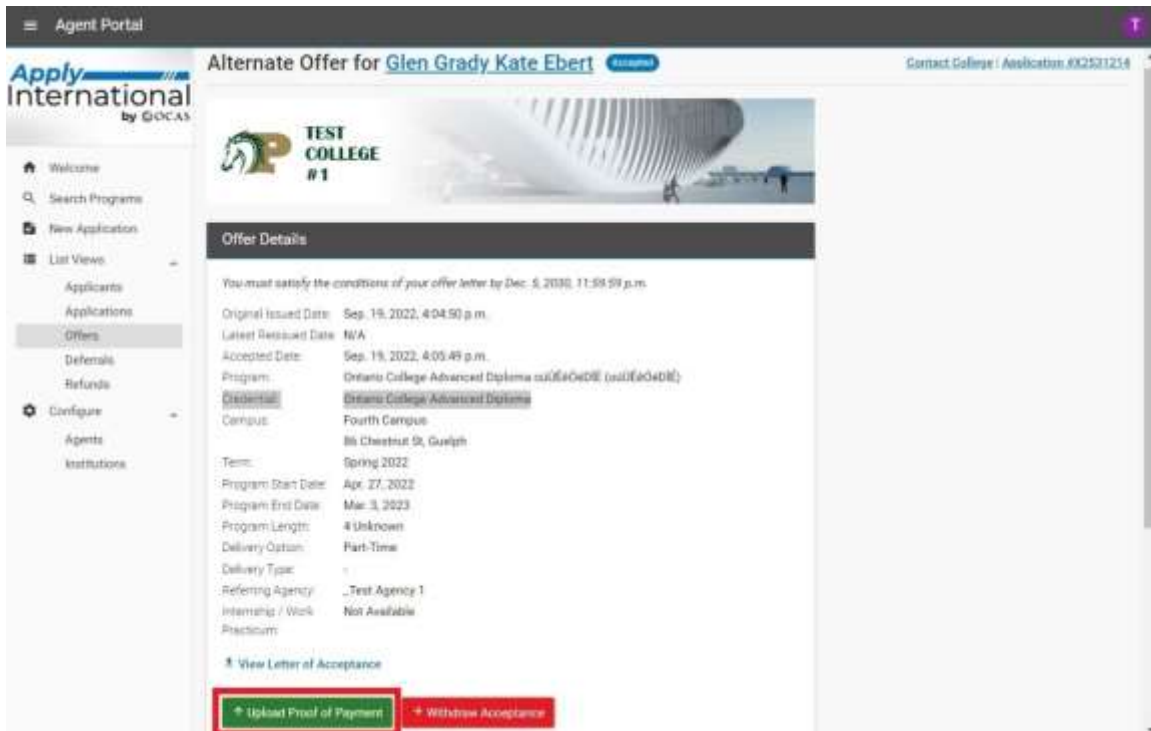 Agent Portal
T
Apply
International
by OCAS
Welcome
Search Programs
New Application
List Views
Applicants
Applications
Offers
Deferrals
Refunds
Configure
Agents
Institutions
Alternate Offer for Glen Grady Kate Ebert Accepted
Contact College | Application #X2531214
TEST
COLLEGE
#1
Offer Details
You must satisfy the conditions of your offer letter by Dec. 5, 2030, 11:59:59 p.m.
Original Issued Date: Sep. 19, 2022, 4:04:50 p.m.
Latest Reissued Date: N/A
Accepted Date: Sep. 19, 2022, 4:05:49 p.m.
Program: Ontario College Advanced Diploma
Credential: Ontario College Advanced Diploma
Campus: Fourth Campus
86 Chestnut St, Guelph
Term: Spring 2022
Program Start Date: Apr. 27, 2022
Program End Date: Mar. 3, 2023
Program Length: 4 Unknown
Delivery Option: Part-Time
Delivery Type: -
Referring Agency: _Test Agency 1
Internship / Work Not Available
Practicum:
View Letter of Acceptance
Upload Proof of Payment
Withdraw Acceptance